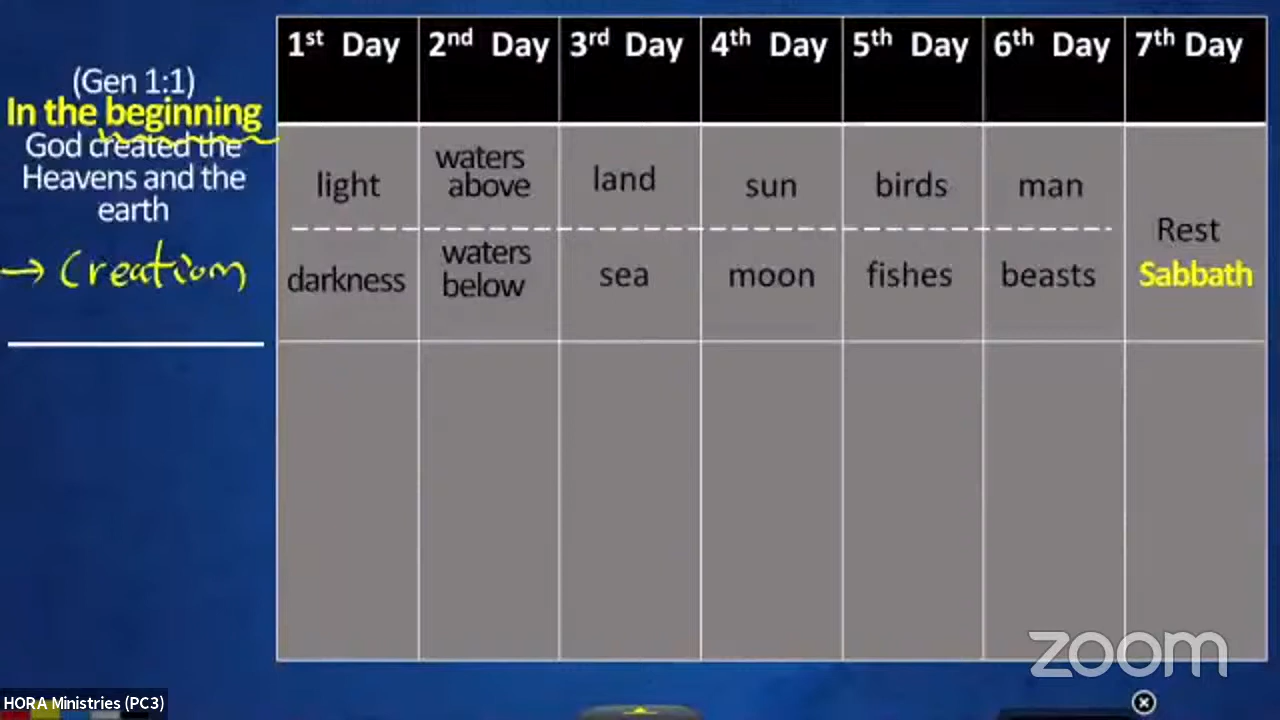 (Gen 1:1)
In the beginning
God created the
Heavens and the
earth
→ Creation
1st Day 2nd Day 3rd Day 4th Day 5th Day 6th Day 7th Day
light
darkness
waters
above
waters
below
land
sea
sun
moon
birds
fishes
man
beasts
Rest
Sabbath
zoom
HORA Ministries (PC3)